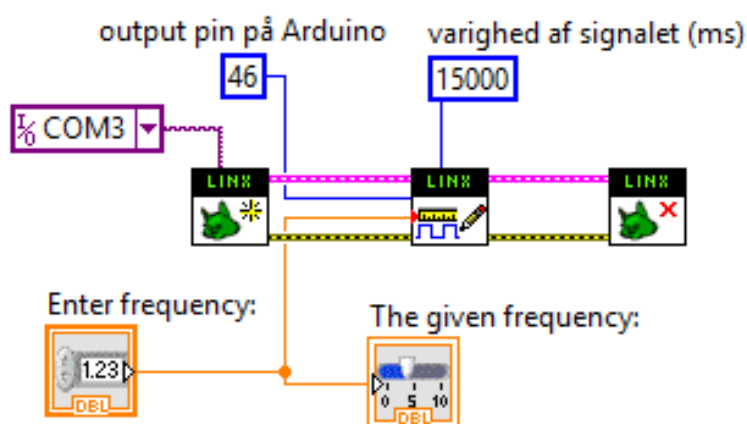 output pin på Arduino
varighed af signalet (ms)
46
15000
I/O COM3
LINX
LINX
LINX
Enter frequency:
The given frequency:
1.23
DBL
0 5 10
DBL